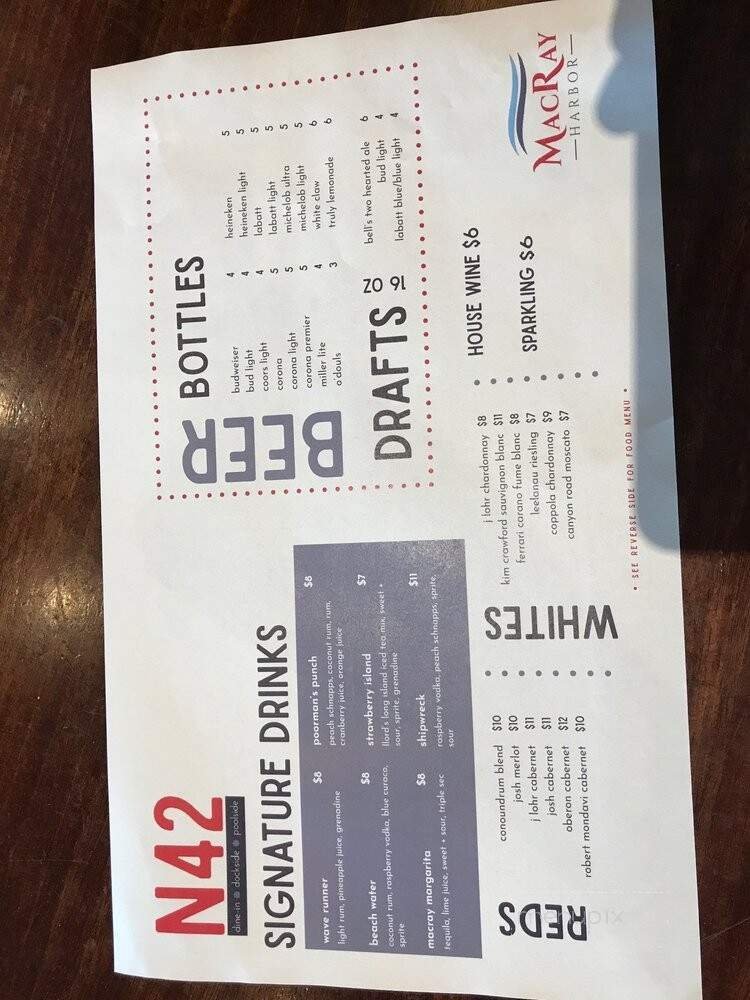 N42
dine-in dockside poolside
SIGNATURE DRINKS
wave runner $8
light rum, pineapple juice, grenadine
beach water $8
coconut rum, raspberry vodka, blue curaco,
sprite
macray margarita $8
tequila, lime juice, sweet + sour, triple sec
poorman's punch $8
peach schnapps, coconut rum, rum,
cranberry juice, orange juice
strawberry island $7
llord's long island iced tea mix, sweet +
sour, sprite, grenadine
shipwreck $11
raspberry vodka, peach schnapps, sprite,
sour
BEER
BOTTLES
budweiser 4
bud light 4
coors light 4
corona 5
corona light 5
corona premier 5
miller lite 4
o'douls 3
heineken 5
heineken light 5
labatt 5
labatt light 5
michelob ultra 5
michelob light 5
white claw 6
truly lemonade 6
DRAFTS 16 OZ
bell's two hearted ale 6
bud light 4
labatt blue/blue light 4
REDS
conoundrum blend $10
josh merlot $10
j lohr cabernet $11
josh cabernet $11
oberon cabernet $12
robert mondavi cabernet $10
WHITES
j lohr chardonnay $8
kim crawford sauvignon blanc $11
ferrari carano fume blanc $8
leelanau riesling $7
coppola chardonnay $9
canyon road moscato $7
HOUSE WINE $6
SPARKLING $6
MACRAY
HARBOR
• SEE REVERSE SIDE FOR FOOD MENU •
menupix